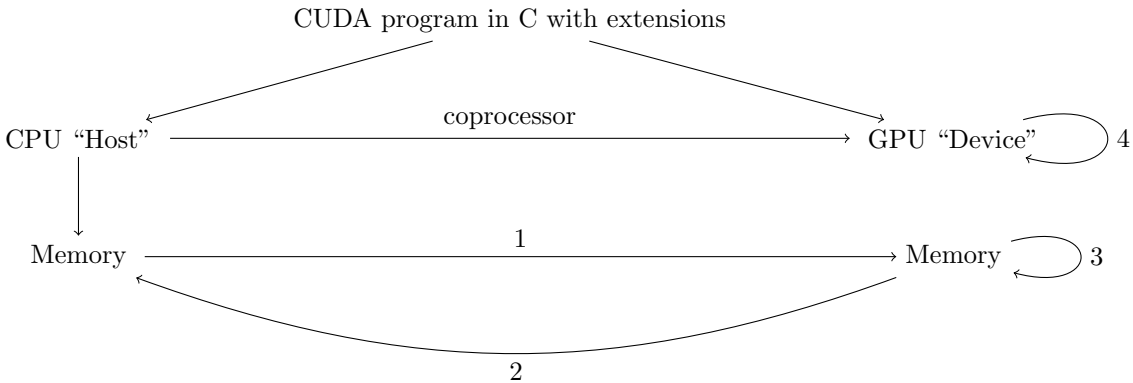 CUDA program in C with extensions
coprocessor
CPU “Host”
GPU “Device”
4
1
Memory
Memory
3
2